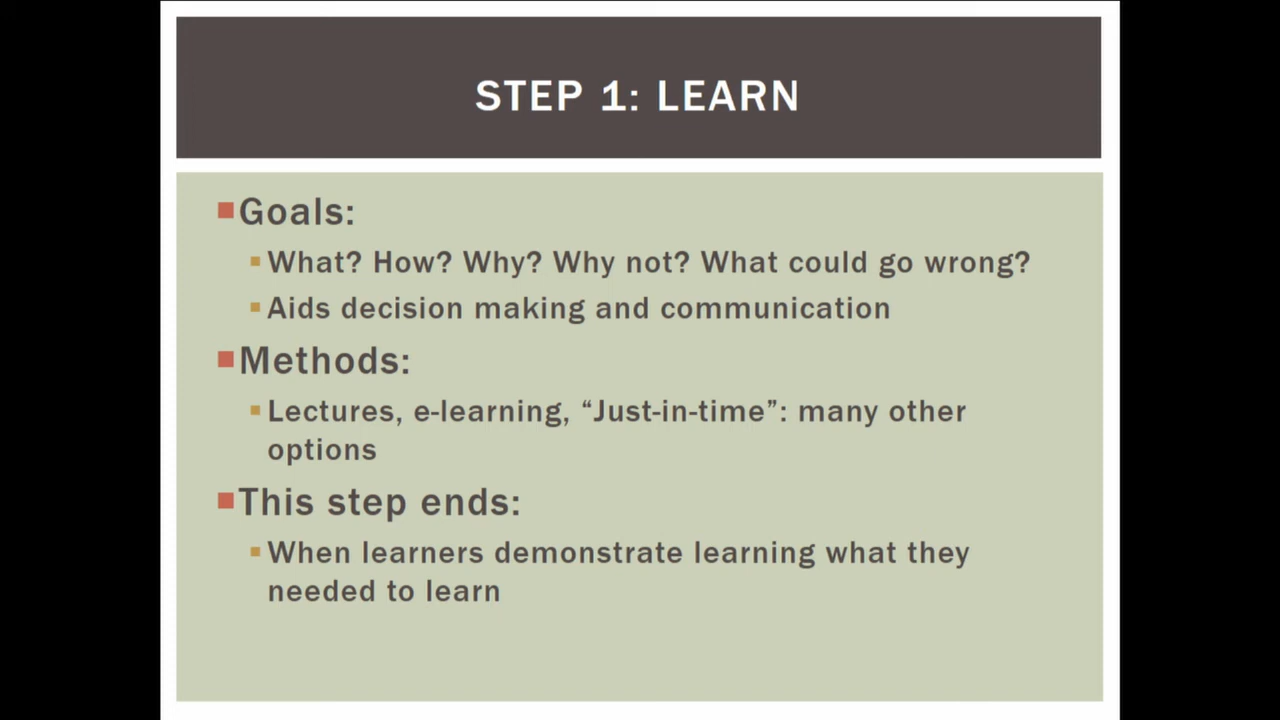 STEP 1: LEARN
Goals:
What? How? Why? Why not? What could go wrong?
Aids decision making and communication
Methods:
Lectures, e-learning, “Just-in-time”: many other
options
This step ends:
When learners demonstrate learning what they
needed to learn